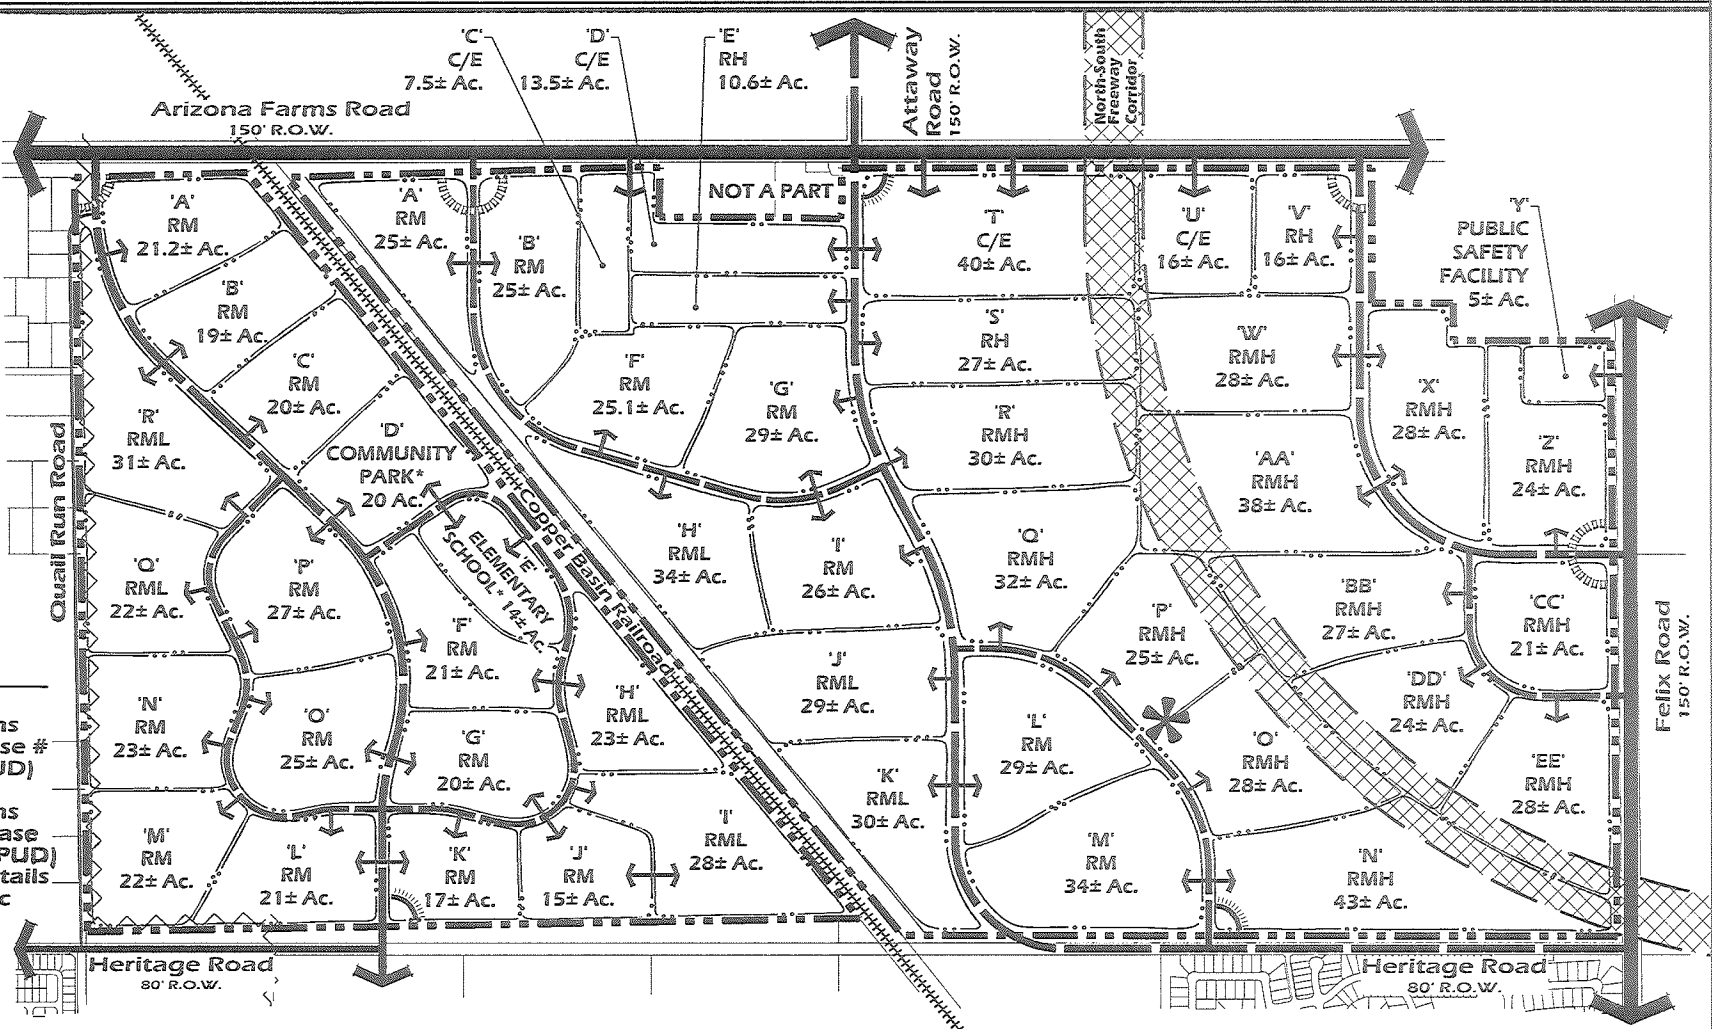 'C'
C/E
7.5± Ac.
'D'
C/E
13.5± Ac.
'E'
RH
10.6± Ac.
Attaway
Road
150' R.O.W.
North-South
Freeway
Corridor
Arizona Farms Road
150' R.O.W.
NOT A PART
'A'
RM
21.2± Ac.
'A'
RM
25± Ac.
'B'
RM
25± Ac.
'T'
C/E
40± Ac.
'U'
C/E
16± Ac.
'V'
RH
16± Ac.
'Y'
PUBLIC
SAFETY
FACILITY
5± Ac.
'B'
RM
19± Ac.
'C'
RM
20± Ac.
'F'
RM
25.1± Ac.
'G'
RM
29± Ac.
'S'
RH
27± Ac.
'W'
RMH
28± Ac.
'X'
RMH
28± Ac.
'R'
RML
31± Ac.
'D'
COMMUNITY
PARK*
20 Ac.
'R'
RMH
30± Ac.
'AA'
RMH
38± Ac.
'Z'
RMH
24± Ac.
Quail Run Road
Copper Basin Railroad
'E'
ELEMENTARY
SCHOOL* 14± Ac.
'H'
RML
34± Ac.
'I'
RM
26± Ac.
'Q'
RMH
32± Ac.
'Q'
RML
22± Ac.
'P'
RM
27± Ac.
'F'
RM
21± Ac.
'P'
RMH
25± Ac.
'BB'
RMH
27± Ac.
'CC'
RMH
21± Ac.
Felix Road
150' R.O.W.
'N'
RM
23± Ac.
'O'
RM
25± Ac.
'G'
RM
20± Ac.
'H'
RML
23± Ac.
'J'
RML
29± Ac.
'L'
RM
29± Ac.
'O'
RMH
28± Ac.
'DD'
RMH
24± Ac.
'EE'
RMH
28± Ac.
ns
se #
JD)
ns
ase
PUD)
tails
c
'M'
RM
22± Ac.
'L'
RM
21± Ac.
'K'
RM
17± Ac.
'J'
RM
15± Ac.
'I'
RML
28± Ac.
'K'
RML
30± Ac.
'M'
RM
34± Ac.
'N'
RMH
43± Ac.
Heritage Road
80' R.O.W.
Heritage Road
80' R.O.W.